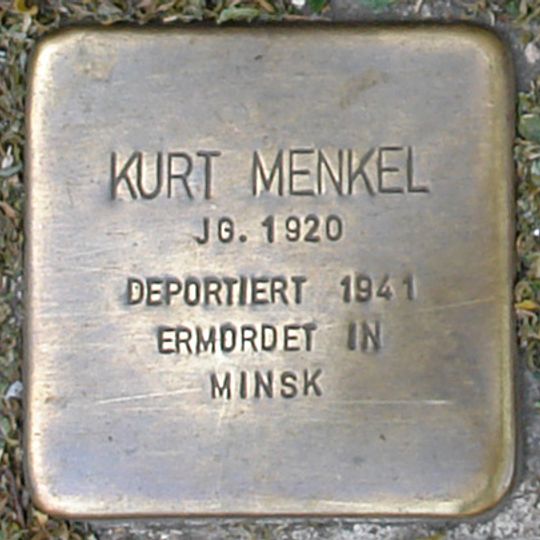 KURT MENKEL
JG. 1920
DEPORTIERT 1941
ERMORDET IN
MINSK